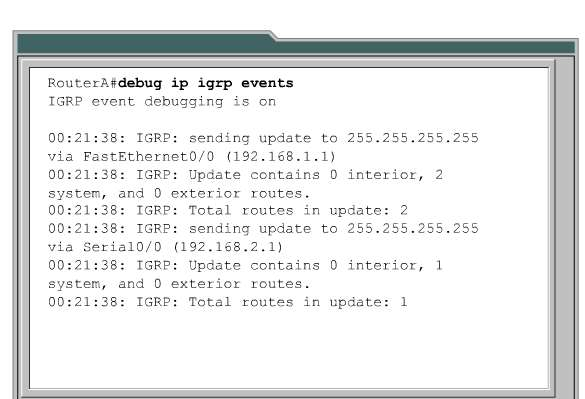 RouterA#debug ip igrp events
IGRP event debugging is on
00:21:38: IGRP: sending update to 255.255.255.255
via FastEthernet0/0 (192.168.1.1)
00:21:38: IGRP: Update contains 0 interior, 2
system, and 0 exterior routes.
00:21:38: IGRP: Total routes in update: 2
00:21:38: IGRP: sending update to 255.255.255.255
via Serial0/0 (192.168.2.1)
00:21:38: IGRP: Update contains 0 interior, 1
system, and 0 exterior routes.
00:21:38: IGRP: Total routes in update: 1